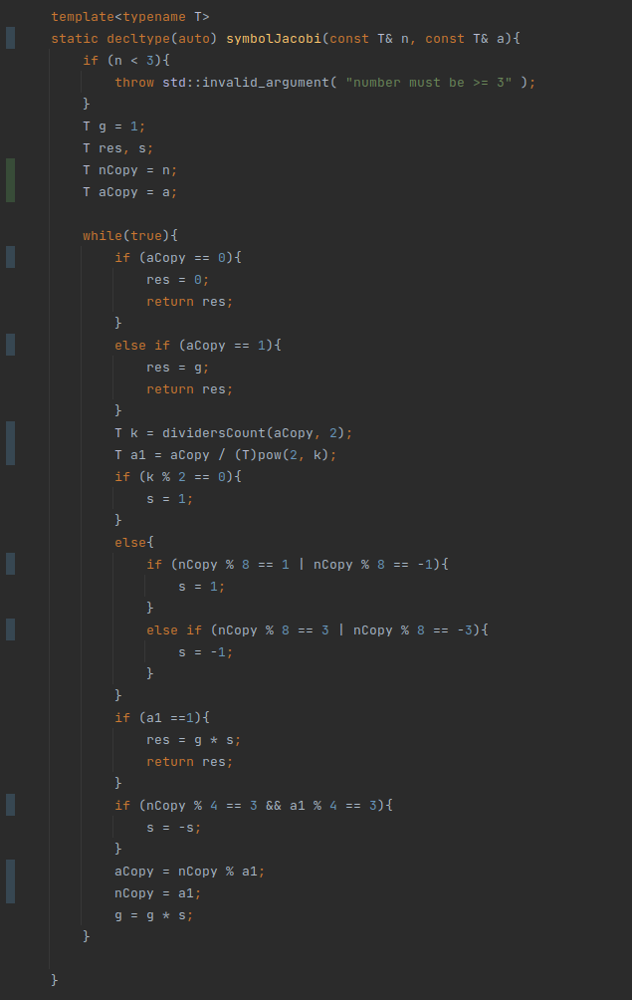 template<typename T>
static decltype(auto) symbolJacobi(const T& n, const T& a){
    if (n < 3){
        throw std::invalid_argument( "number must be >= 3" );
    }
    T g = 1;
    T res, s;
    T nCopy = n;
    T aCopy = a;

    while(true){
        if (aCopy == 0){
            res = 0;
            return res;
        }
        else if (aCopy == 1){
            res = g;
            return res;
        }
        T k = dividersCount(aCopy, 2);
        T a1 = aCopy / (T)pow(2, k);
        if (k % 2 == 0){
            s = 1;
        }
        else{
            if (nCopy % 8 == 1 | nCopy % 8 == -1){
                s = 1;
            }
            else if (nCopy % 8 == 3 | nCopy % 8 == -3){
                s = -1;
            }
        }
        if (a1 ==1){
            res = g * s;
            return res;
        }
        if (nCopy % 4 == 3 && a1 % 4 == 3){
            s = -s;
        }
        aCopy = nCopy % a1;
        nCopy = a1;
        g = g * s;
    }

}